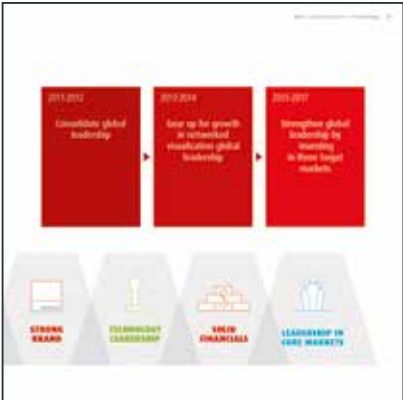 2011-2012
Consolidate global
leadership
2013-2014
Gear up for growth
in networked
visualization global
leadership
2015-2017
Strengthen global
leadership by
investing
in three target
markets
STRONG
BRAND
TECHNOLOGY
LEADERSHIP
SOLID
FINANCIALS
LEADERSHIP IN
CORE MARKETS